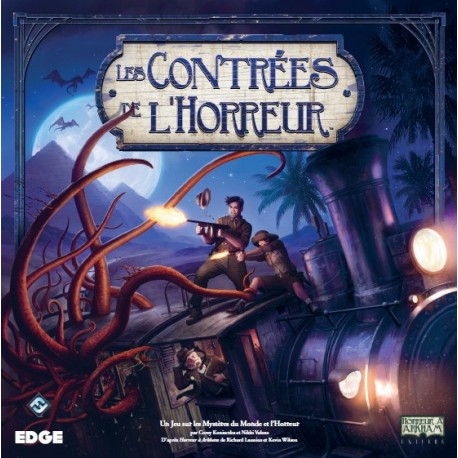 LES CONTRÉES
DE L'HORREUR
Un Jeu sur les Mystères du Monde et l'Horreur
par Corey Konieczka et Nikki Valens
D'après Horreur à Arkham de Richard Launius et Kevin Wilson
EDGE
HORREUR À
ARKHAM
FILES